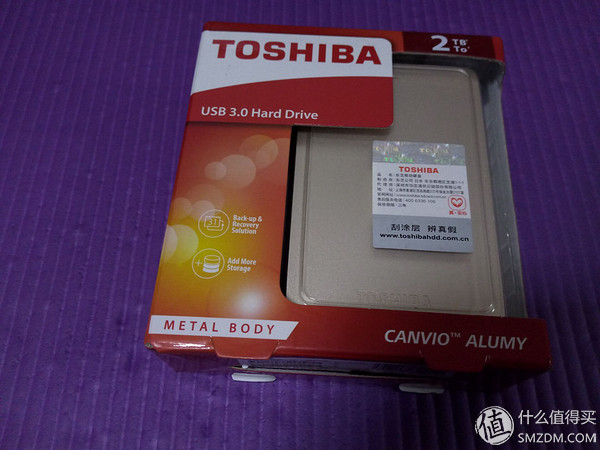 TOSHIBA
2 TB
To
USB 3.0 Hard Drive
Back-up &
Recovery
Solution
Add More
Storage
METAL BODY
CANVIO™ ALUMY
TOSHIBA
刮涂层 辨真假
www.toshibahdd.com.cn
TOSHIBA
值 什么值得买
SMZDM.COM